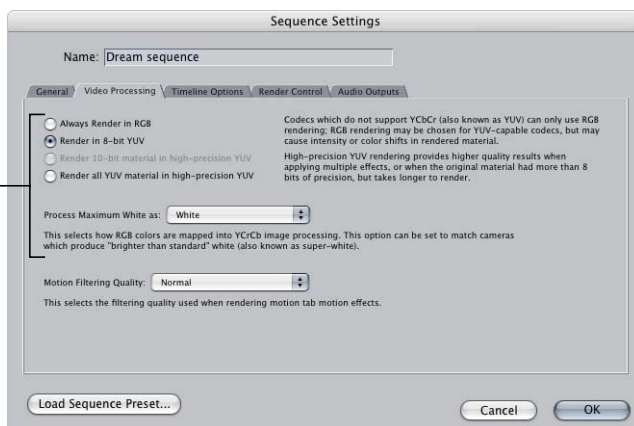 Sequence Settings
Name: Dream sequence
General Video Processing Timeline Options Render Control Audio Outputs
Always Render in RGB
Render in 8-bit YUV
Render 10-bit material in high-precision YUV
Render all YUV material in high-precision YUV
Codecs which do not support YCbCr (also known as YUV) can only use RGB
rendering; RGB rendering may be chosen for YUV-capable codecs, but may
cause intensity or color shifts in rendered material.
High-precision YUV rendering provides higher quality results when
applying multiple effects, or when the original material had more than 8
bits of precision, but takes longer to render.
Process Maximum White as: White
This selects how RGB colors are mapped into YCrCb image processing. This option can be set to match cameras
which produce "brighter than standard" white (also known as super-white).
Motion Filtering Quality: Normal
This selects the filtering quality used when rendering motion tab motion effects.
Load Sequence Preset...
Cancel OK